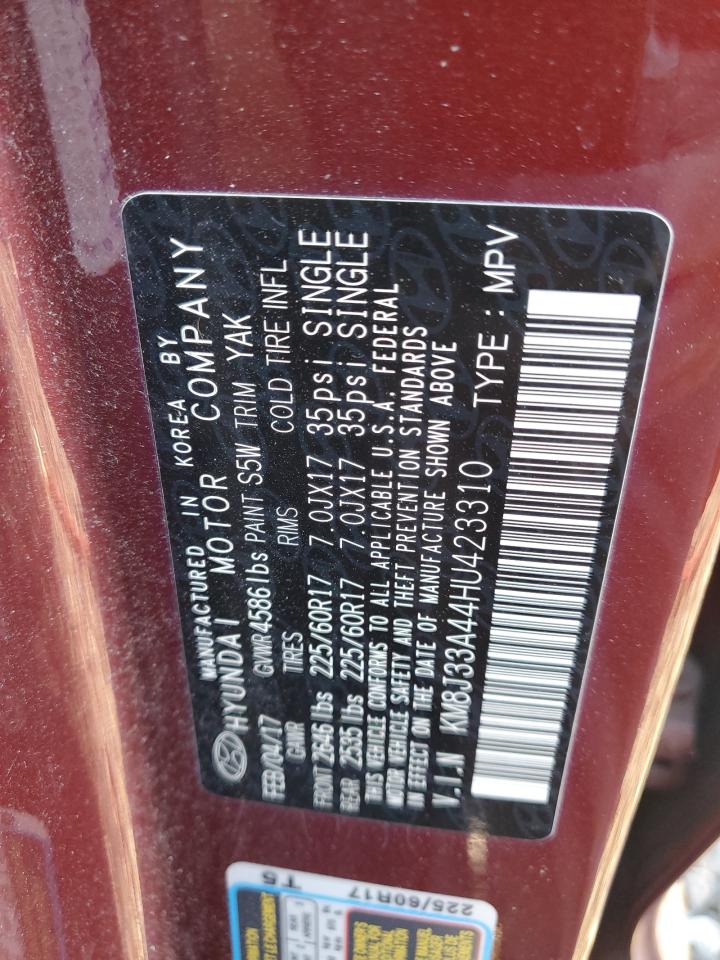 MANUFACTURED IN KOREA BY
HYUNDAI MOTOR COMPANY
FEB/04/17 GVWR 4586 lbs PAINT S5W TRIM YAK
GAWR TIRES RIMS COLD TIRE INFL
FRONT 2646 lbs 225/60R17 7.0JX17 35psi SINGLE
REAR 2535 lbs 225/60R17 7.0JX17 35psi SINGLE
THIS VEHICLE CONFORMS TO ALL APPLICABLE U.S.A. FEDERAL
MOTOR VEHICLE SAFETY AND THEFT PREVENTION STANDARDS
IN EFFECT ON THE DATE OF MANUFACTURE SHOWN ABOVE
V.I.N KM8J33A44HU423310 TYPE : MPV
225/60R17